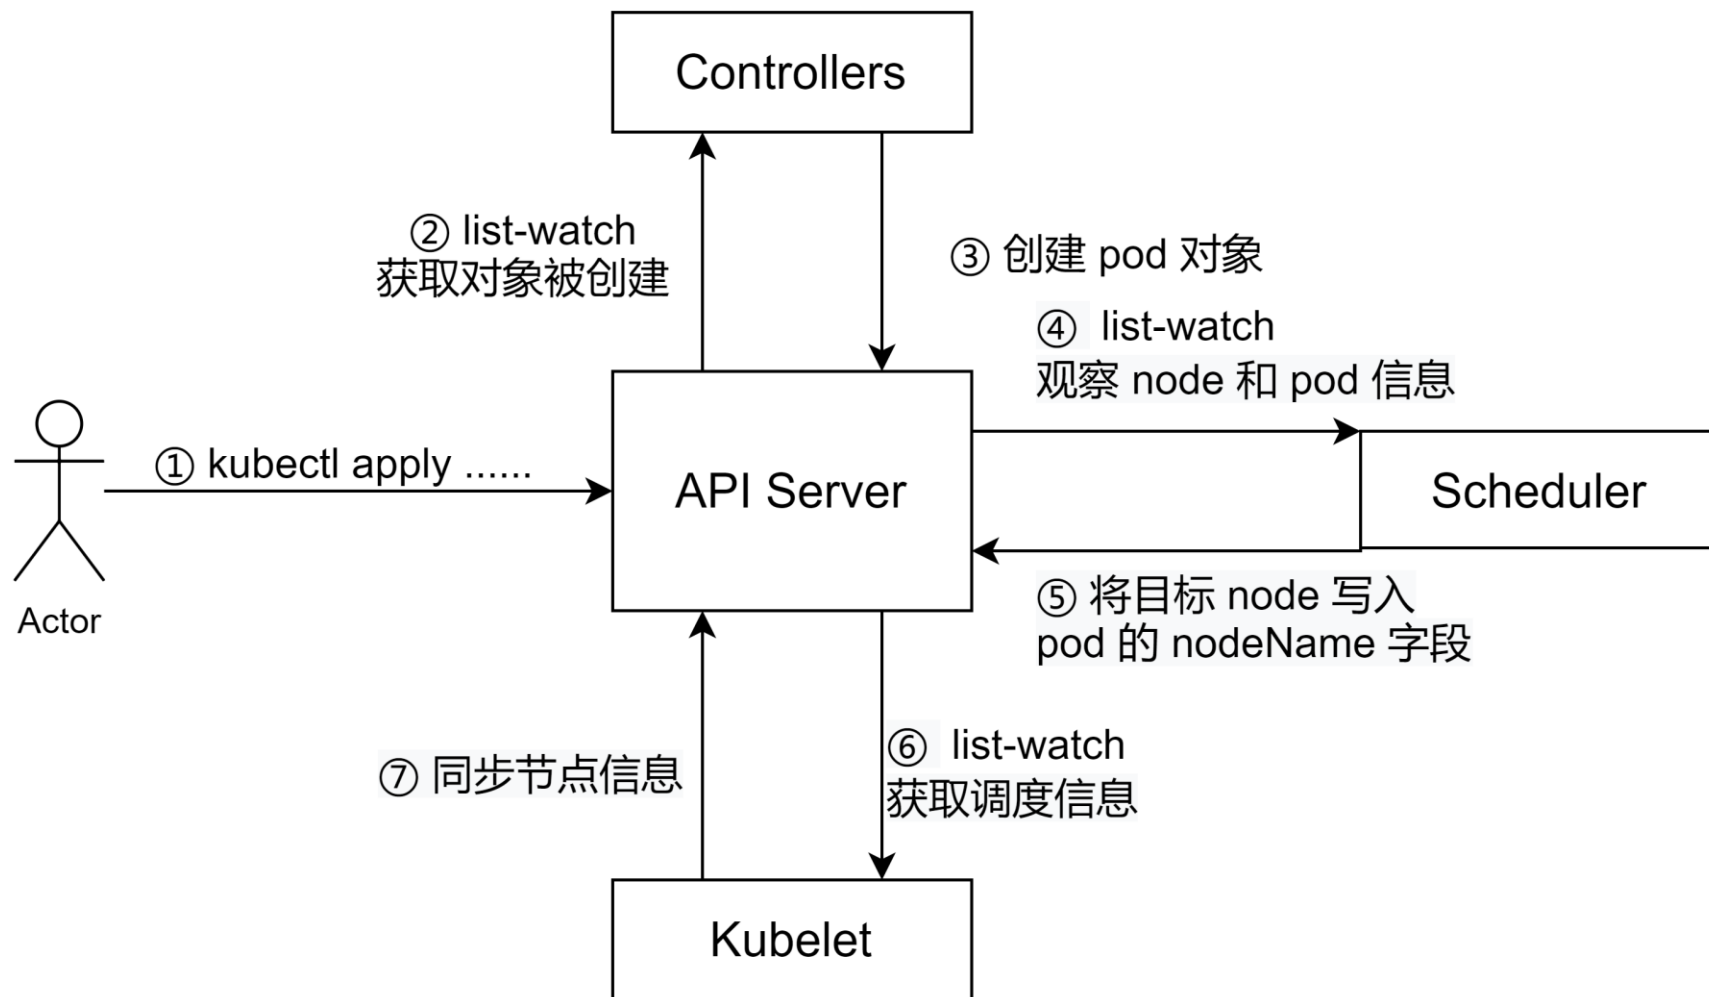 Controllers
② list-watch
获取对象被创建
③ 创建 pod 对象
④ list-watch
观察 node 和 pod 信息
① kubectl apply ......
API Server
Scheduler
Actor
⑤ 将目标 node 写入
pod 的 nodeName 字段
⑥ list-watch
获取调度信息
⑦ 同步节点信息
Kubelet